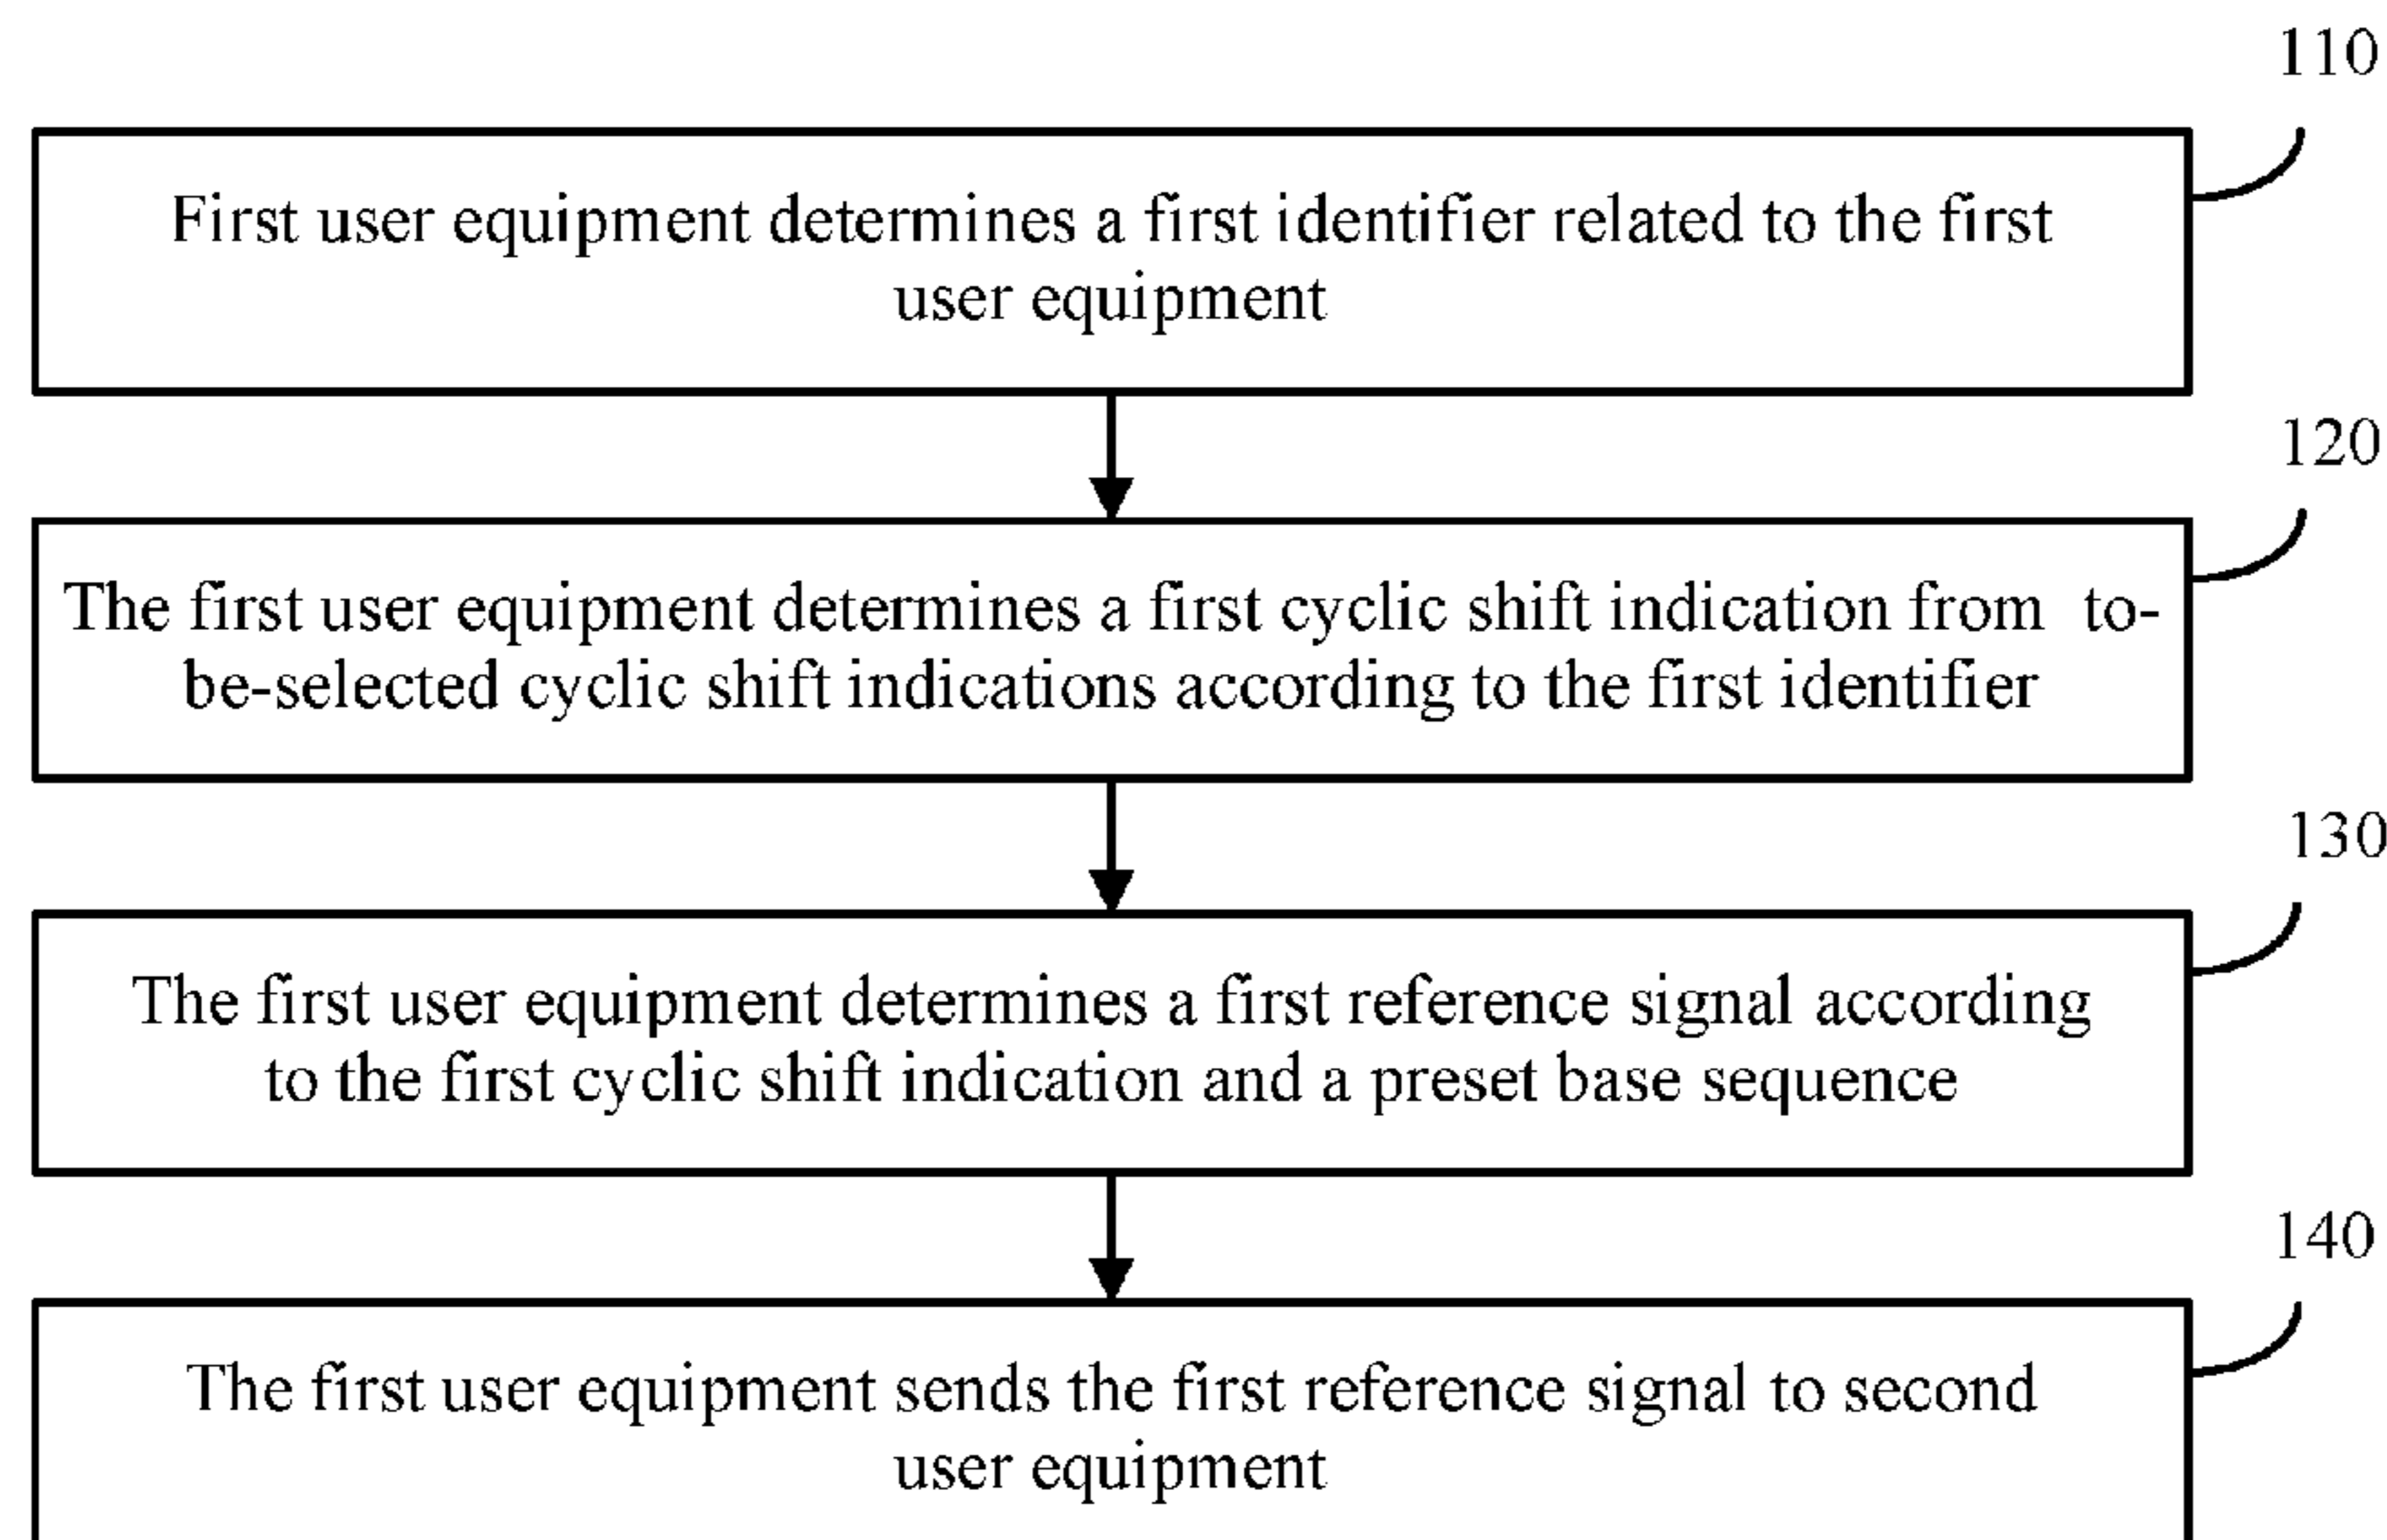 110
First user equipment determines a first identifier related to the first
user equipment
120
The first user equipment determines a first cyclic shift indication from to-
be-selected cyclic shift indications according to the first identifier
130
The first user equipment determines a first reference signal according
to the first cyclic shift indication and a preset base sequence
140
The first user equipment sends the first reference signal to second
user equipment